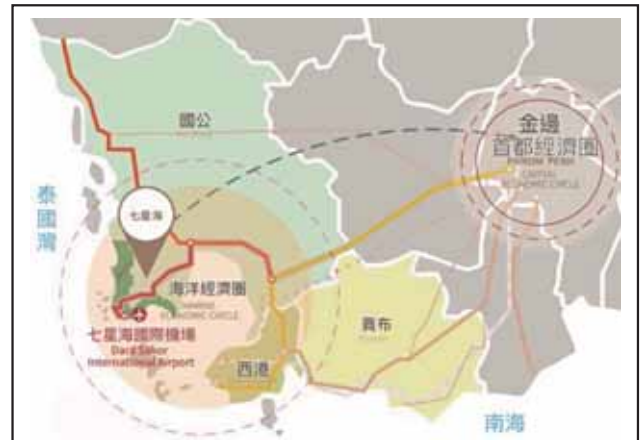 國公
金邊
首都經濟圈
PHNOM PENH
CAPITAL
ECONOMIC CIRCLE
泰
國
灣
七星海
海洋經濟圈
MARINE
ECONOMIC CIRCLE
七星海國際機場
Dara Sakor
International Airport
西港
貢布
南海